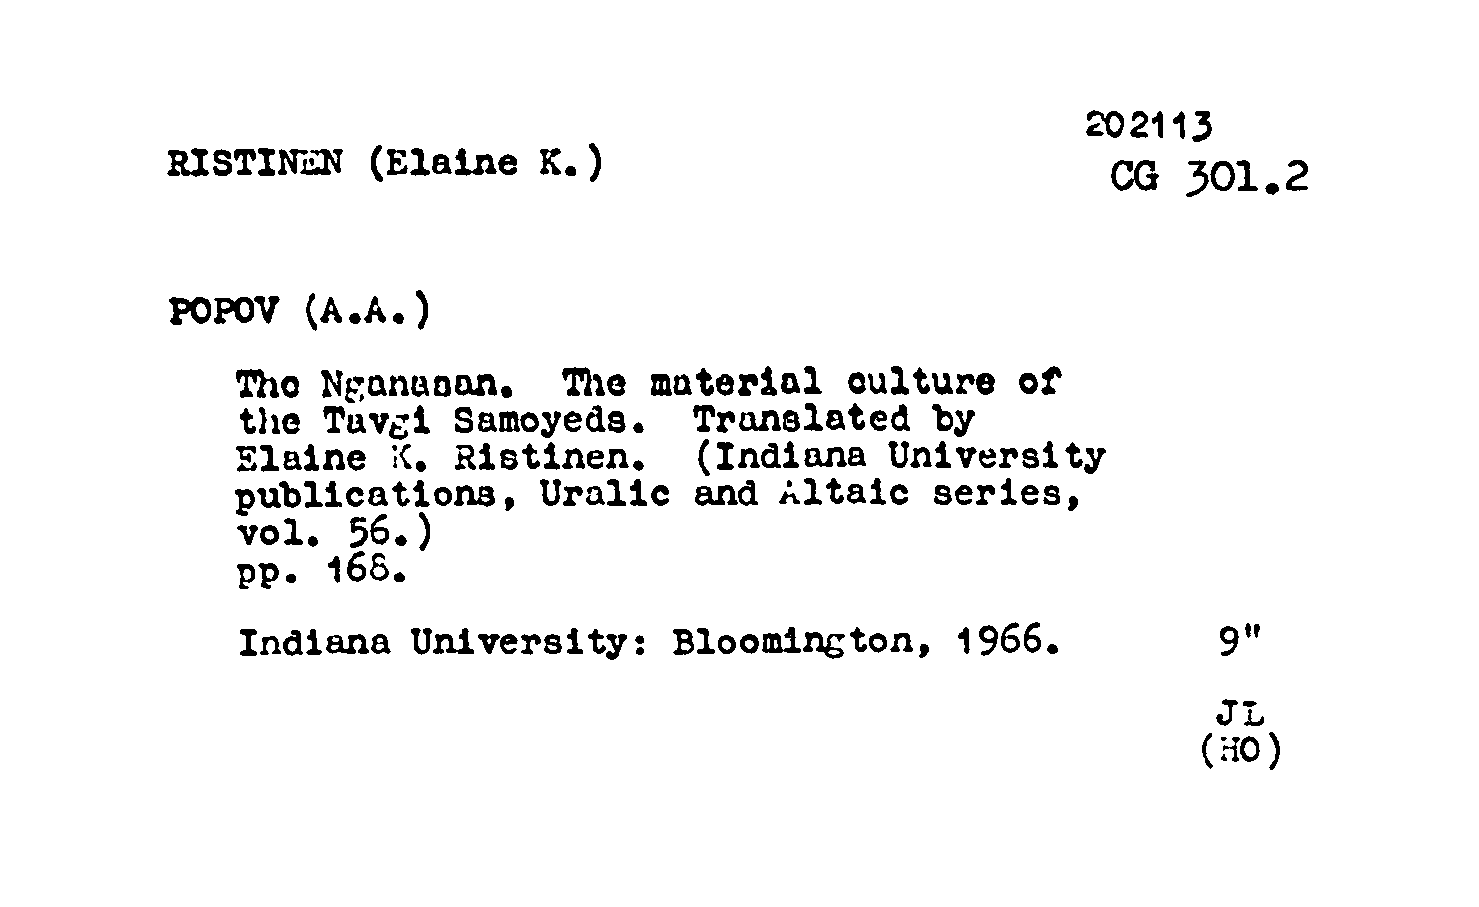 202113
RISTINEN (Elaine K.)
CG 301.2
POPOV (A.A.)
The Nganasan. The material culture of
the Tavgi Samoyeds. Translated by
Elaine K. Ristinen. (Indiana University
publications, Uralic and Altaic series,
vol. 56.)
pp. 168.
Indiana University: Bloomington, 1966. 9"
JL
(HO)